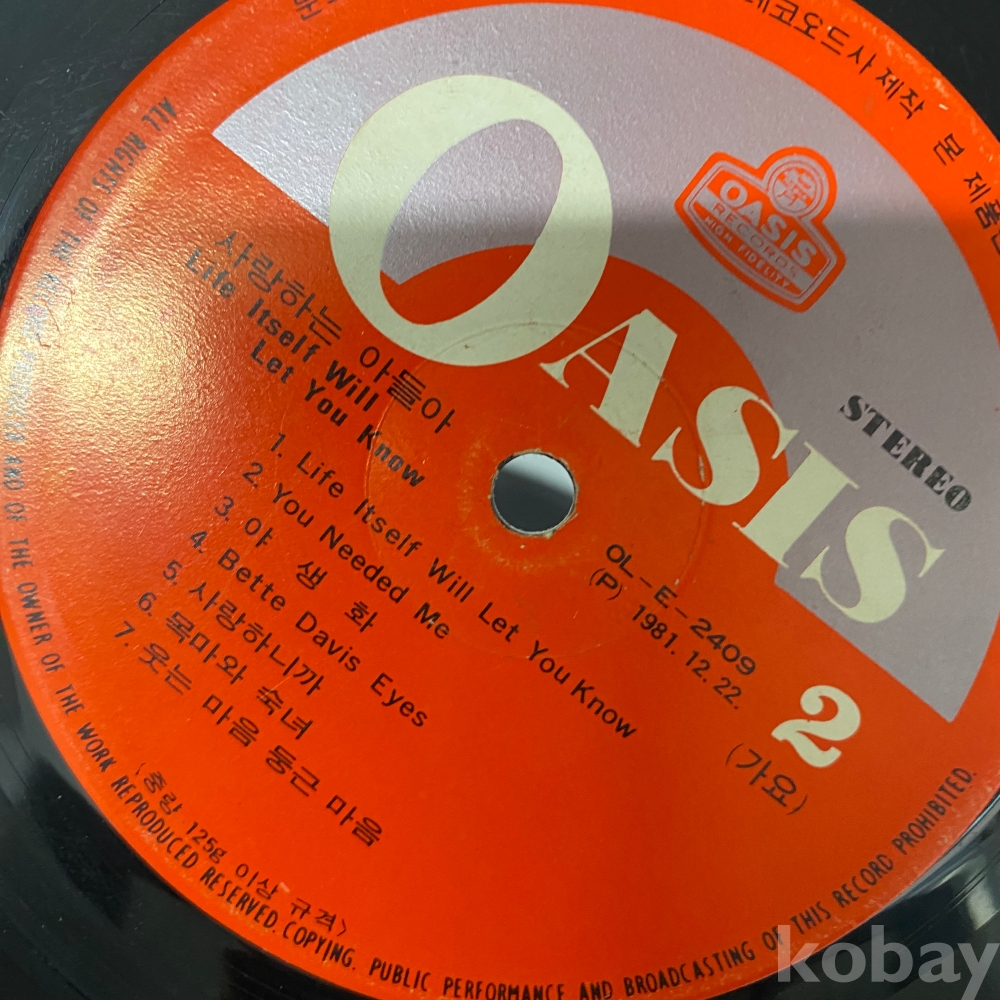 레코오드사 제작 본 제품
OASIS
RECORDS
HIGH FIDELITY
OASIS
STEREO
사랑하는 아들아
Life Itself Will
Let You Know
1. Life Itself Will Let You Know
2. You Needed Me
3. 야 생 화
4. Bette Davis Eyes
5. 사랑하니까
6. 목마와 숙녀
7. 웃는 마음 둥근 마음
OL-E-2409
(P) 1981. 12. 22.
2
(가요)
<중량 125g 이상 규격>
ALL RIGHTS OF THE AND OF THE OWNER OF THE WORK REPRODUCED RESERVED. COPYING. PUBLIC PERFORMANCE AND BROADCASTING OF THIS RECORD PROHIBITED.
kobay